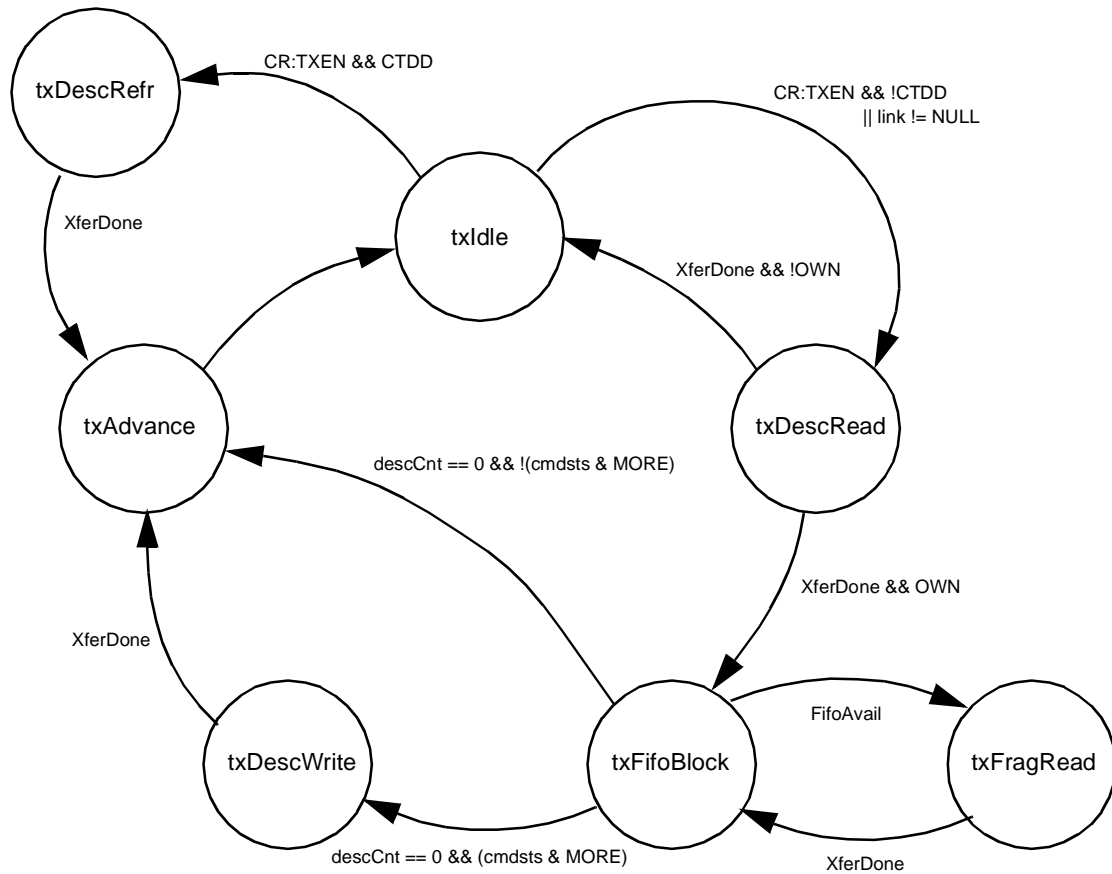 CR:TXEN && CTDD
txDescRefr
CR:TXEN && !CTDD
|| link != NULL
XferDone
txIdle
XferDone && !OWN
txAdvance
txDescRead
descCnt == 0 && !(cmdsts & MORE)
XferDone && OWN
XferDone
FifoAvail
txDescWrite
txFifoBlock
txFragRead
descCnt == 0 && (cmdsts & MORE)
XferDone